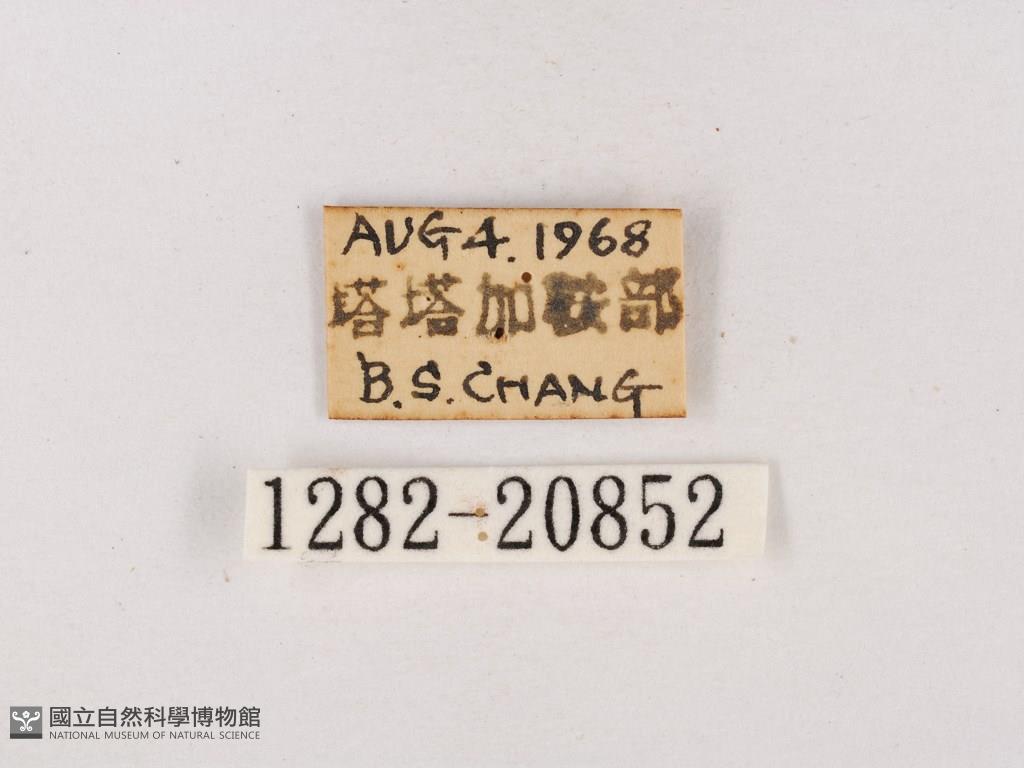 AUG 4. 1968
塔塔加鞍部
B.S. CHANG
1282-20852
國立自然科學博物館
NATIONAL MUSEUM OF NATURAL SCIENCE